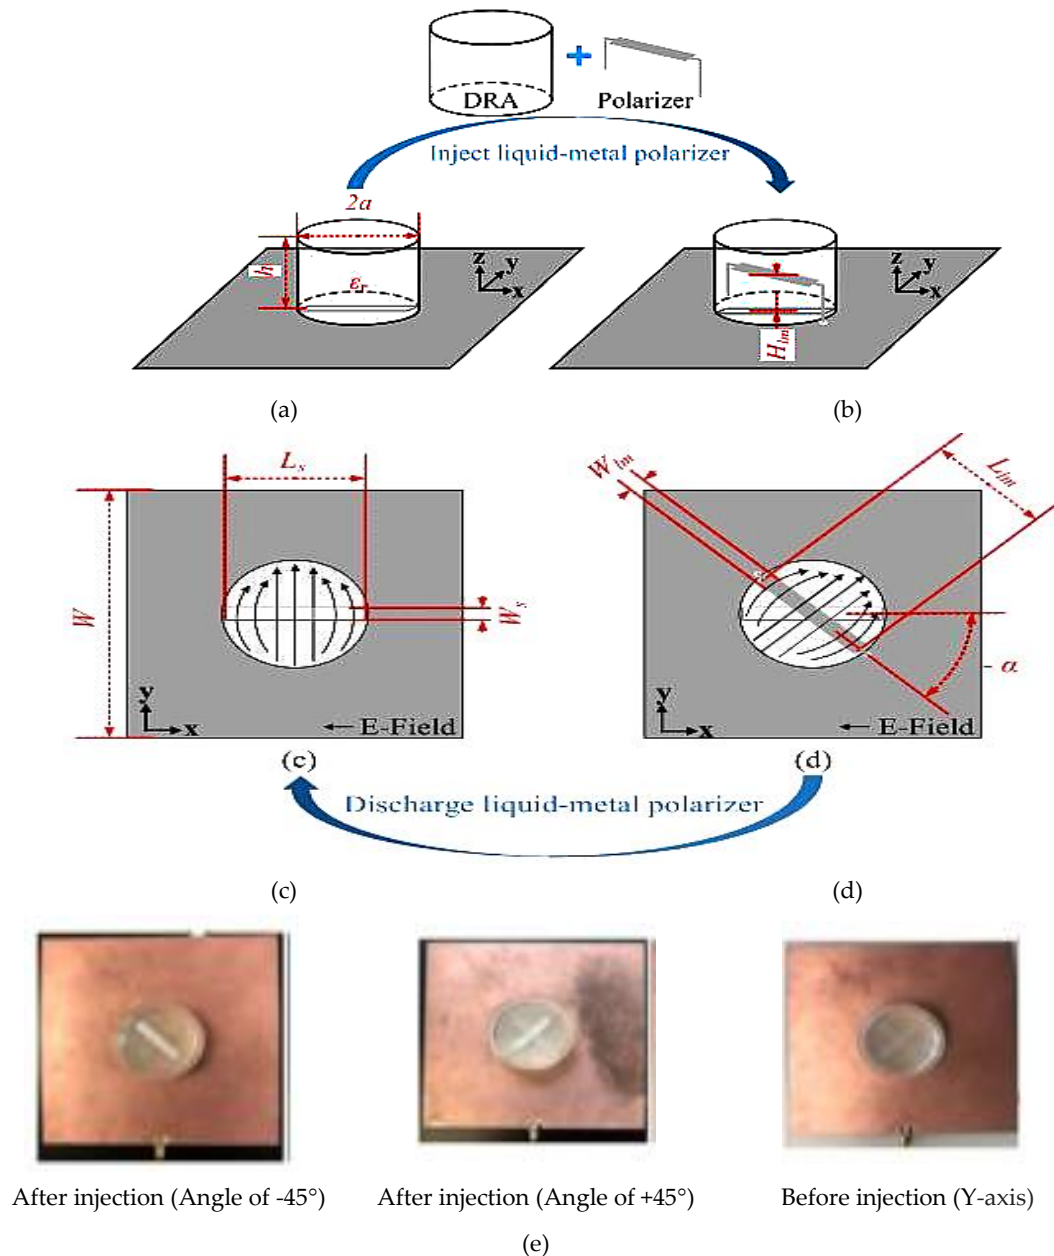 DRA
Polarizer
Inject liquid-metal polarizer
2a
h
εr
z
y
x
z
y
x
Hlm
(a)
(b)
Ls
Wlm
Llm
W
Ws
- α
y
x
← E-Field
y
x
← E-Field
(c)
(d)
Discharge liquid-metal polarizer
(c)
(d)
After injection (Angle of -45°)
After injection (Angle of +45°)
Before injection (Y-axis)
(e)